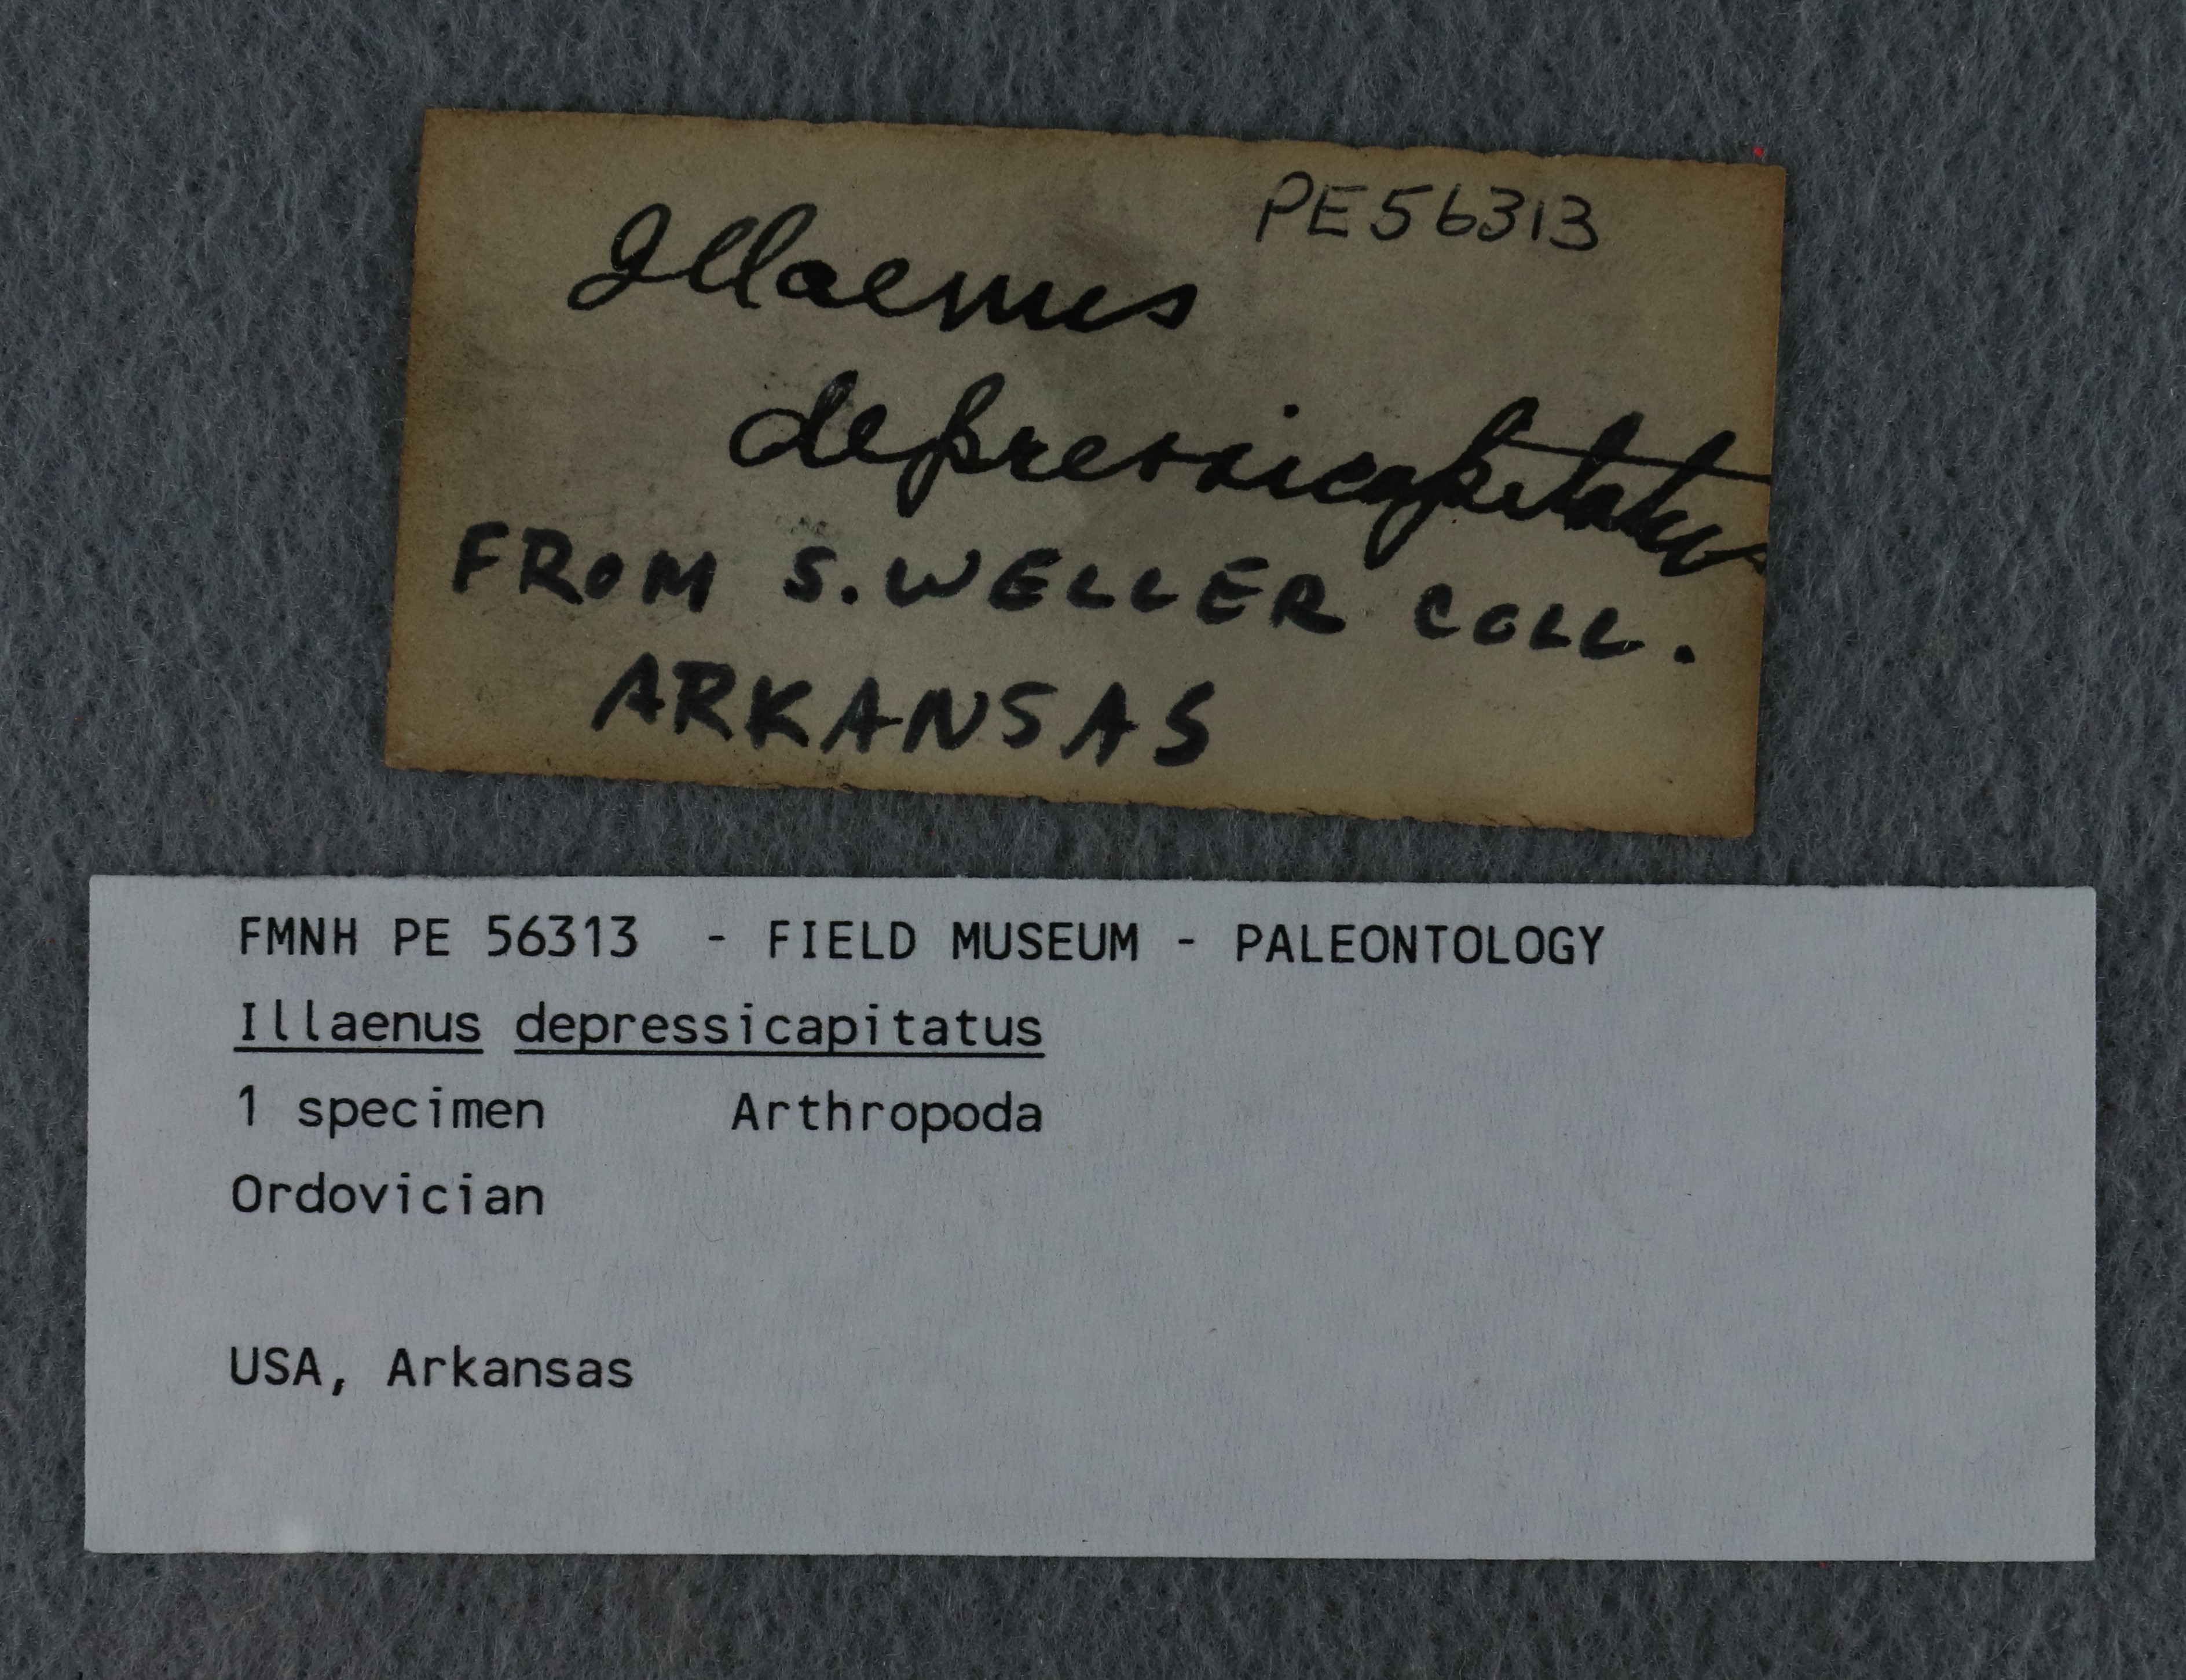 PE56313
Illaenus
depressicapitatus
FROM S. WELLER COLL.
ARKANSAS
FMNH PE 56313 - FIELD MUSEUM - PALEONTOLOGY
Illaenus depressicapitatus
1 specimen Arthropoda
Ordovician
USA, Arkansas